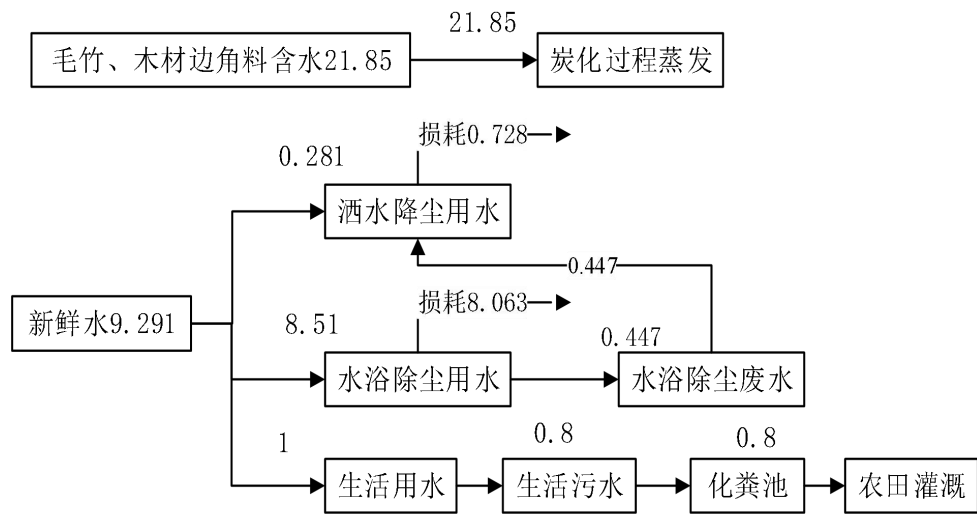 21.85
毛竹、木材边角料含水21.85
炭化过程蒸发
损耗0.728
0.281
洒水降尘用水
0.447
新鲜水9.291
损耗8.063
8.51
0.447
水浴除尘用水
水浴除尘废水
1
0.8
0.8
生活用水
生活污水
化粪池
农田灌溉